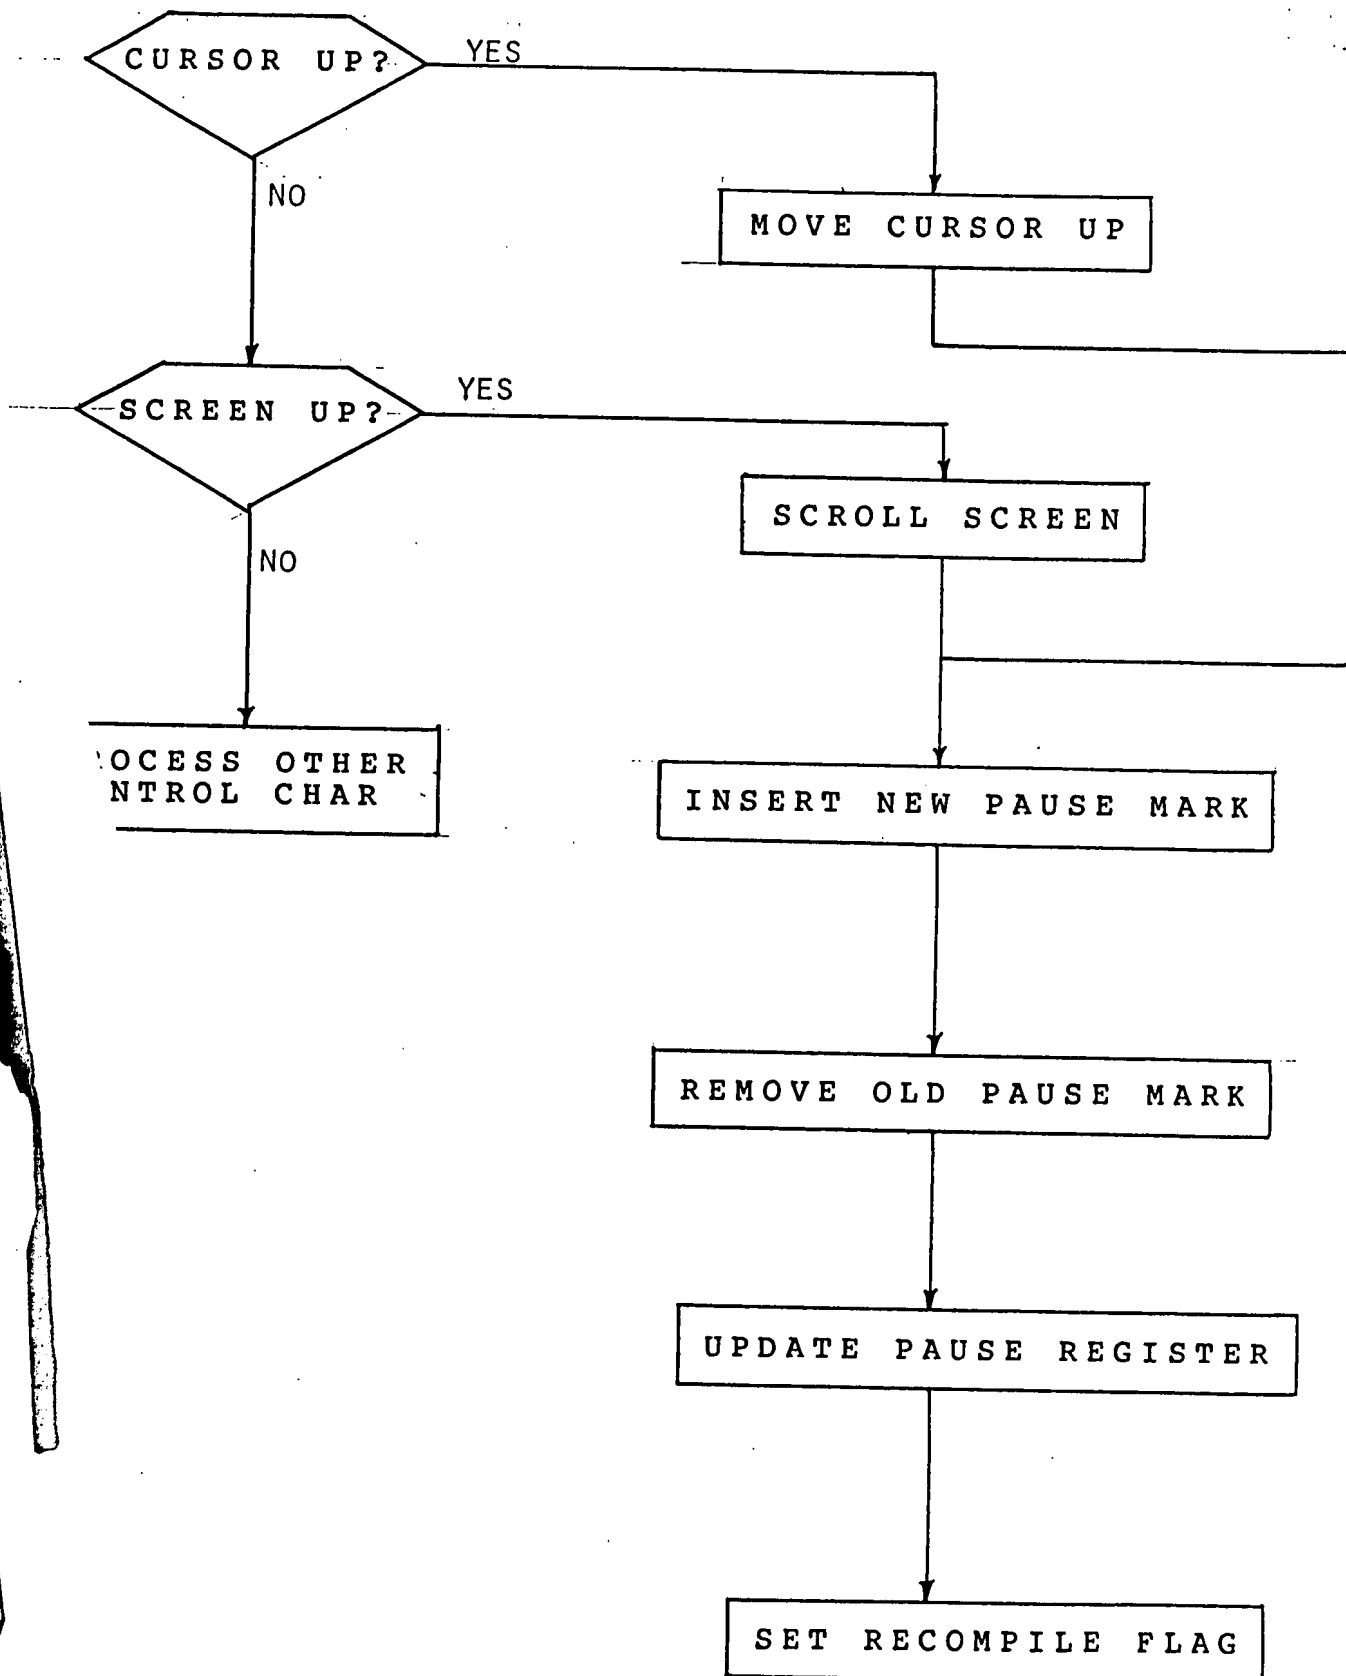 CURSOR UP?
YES
NO
MOVE CURSOR UP
SCREEN UP?
YES
SCROLL SCREEN
NO
OCESS OTHER
NTROL CHAR
INSERT NEW PAUSE MARK
REMOVE OLD PAUSE MARK
UPDATE PAUSE REGISTER
SET RECOMPILE FLAG